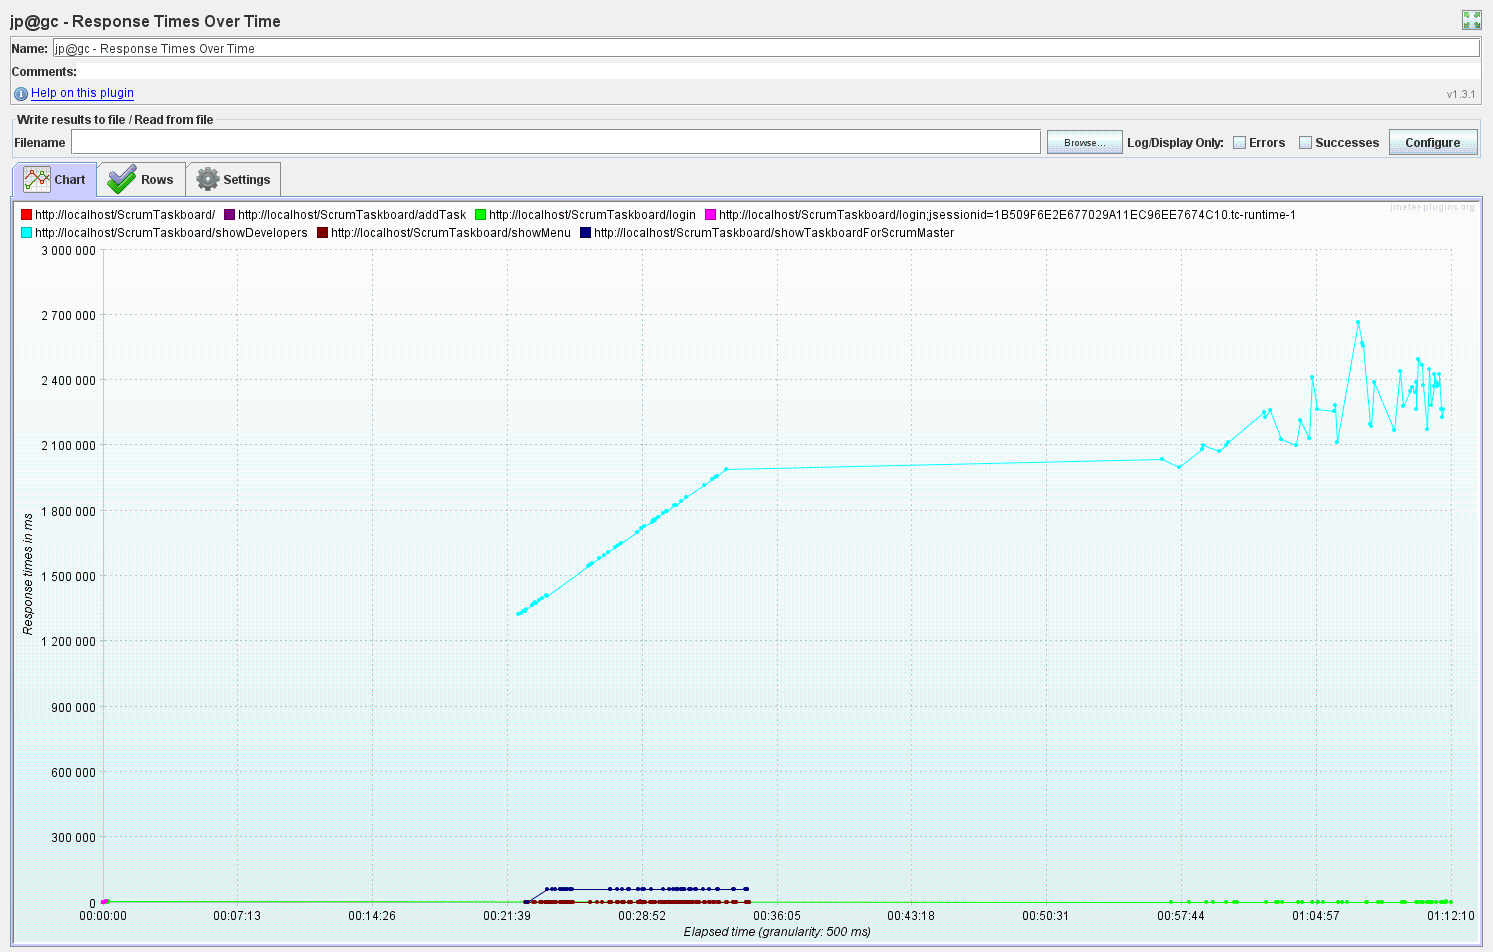 jp@gc - Response Times Over Time
Name: jp@gc - Response Times Over Time
Comments:
Help on this plugin
v1.3.1
Write results to file / Read from file
Filename Browse... Log/Display Only: Errors Successes Configure
Chart Rows Settings
jmeter-plugins.org
http://localhost/ScrumTaskboard/ http://localhost/ScrumTaskboard/addTask http://localhost/ScrumTaskboard/login http://localhost/ScrumTaskboard/login;jsessionid=1B509F6E2E677029A11EC96EE7674C10.tc-runtime-1
http://localhost/ScrumTaskboard/showDevelopers http://localhost/ScrumTaskboard/showMenu http://localhost/ScrumTaskboard/showTaskboardForScrumMaster
3 000 000
2 700 000
2 400 000
2 100 000
1 800 000
1 500 000
1 200 000
900 000
600 000
300 000
0
Response times in ms
00:00:00 00:07:13 00:14:26 00:21:39 00:28:52 00:36:05 00:43:18 00:50:31 00:57:44 01:04:57 01:12:10
Elapsed time (granularity: 500 ms)